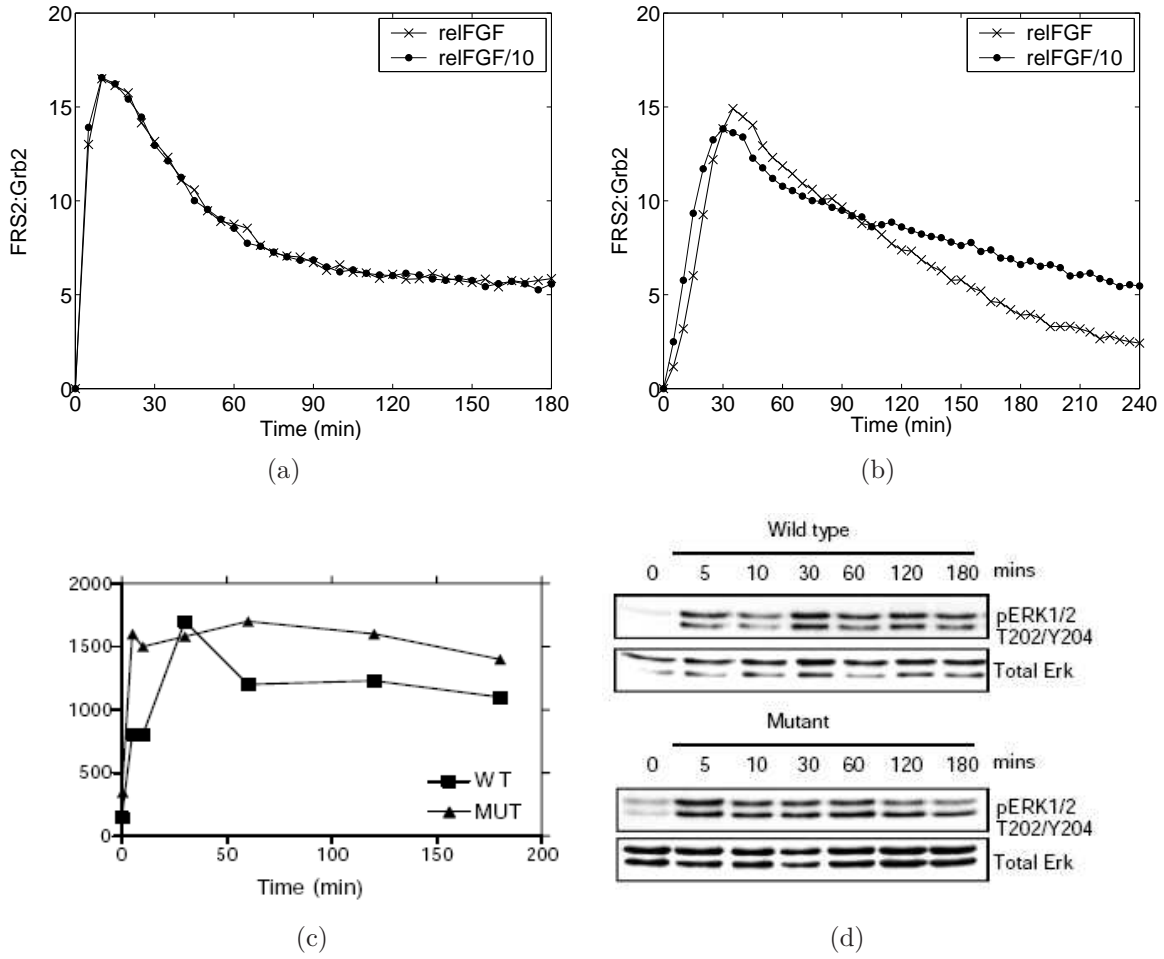 20
15
10
5
0
FRS2:Grb2
relFGF
relFGF/10
0 30 60 90 120 150 180
Time (min)
(a)
20
15
10
5
0
FRS2:Grb2
relFGF
relFGF/10
0 30 60 90 120 150 180 210 240
Time (min)
(b)
2000
1500
1000
500
0
WT
MUT
0 50 100 150 200
Time (min)
(c)
Wild type
0 5 10 30 60 120 180 mins
pERK1/2
T202/Y204
Total Erk
Mutant
0 5 10 30 60 120 180 mins
pERK1/2
T202/Y204
Total Erk
(d)